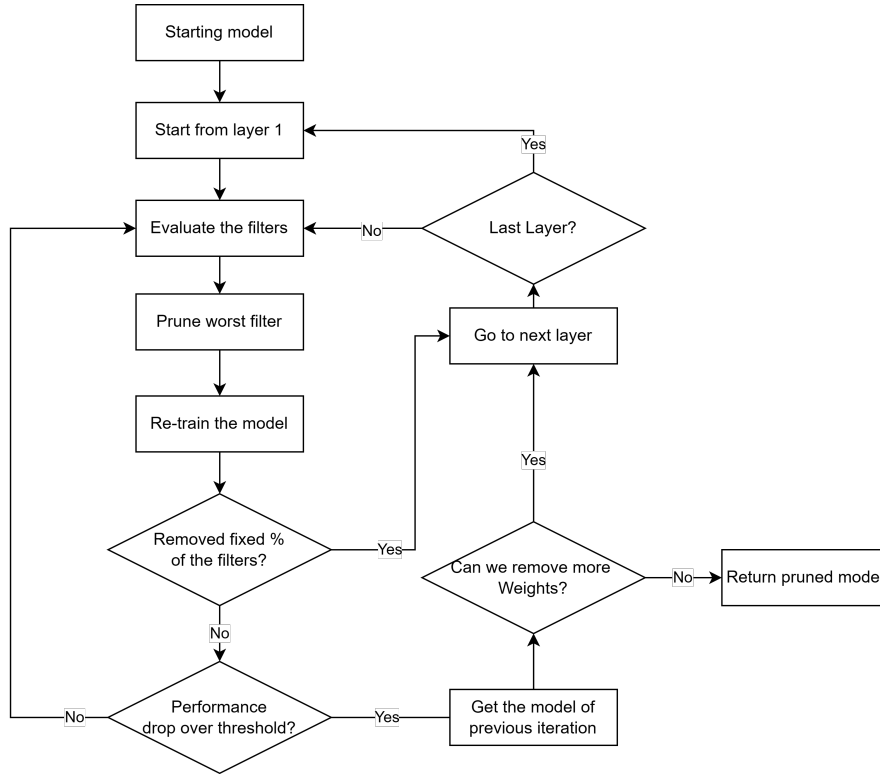 Starting model
Start from layer 1
Yes
Evaluate the filters
No
Last Layer?
Prune worst filter
Go to next layer
Re-train the model
Yes
Removed fixed %
of the filters?
Yes
Can we remove more
Weights?
No
Return pruned mode
No
Performance
drop over threshold?
No
Yes
Get the model of
previous iteration